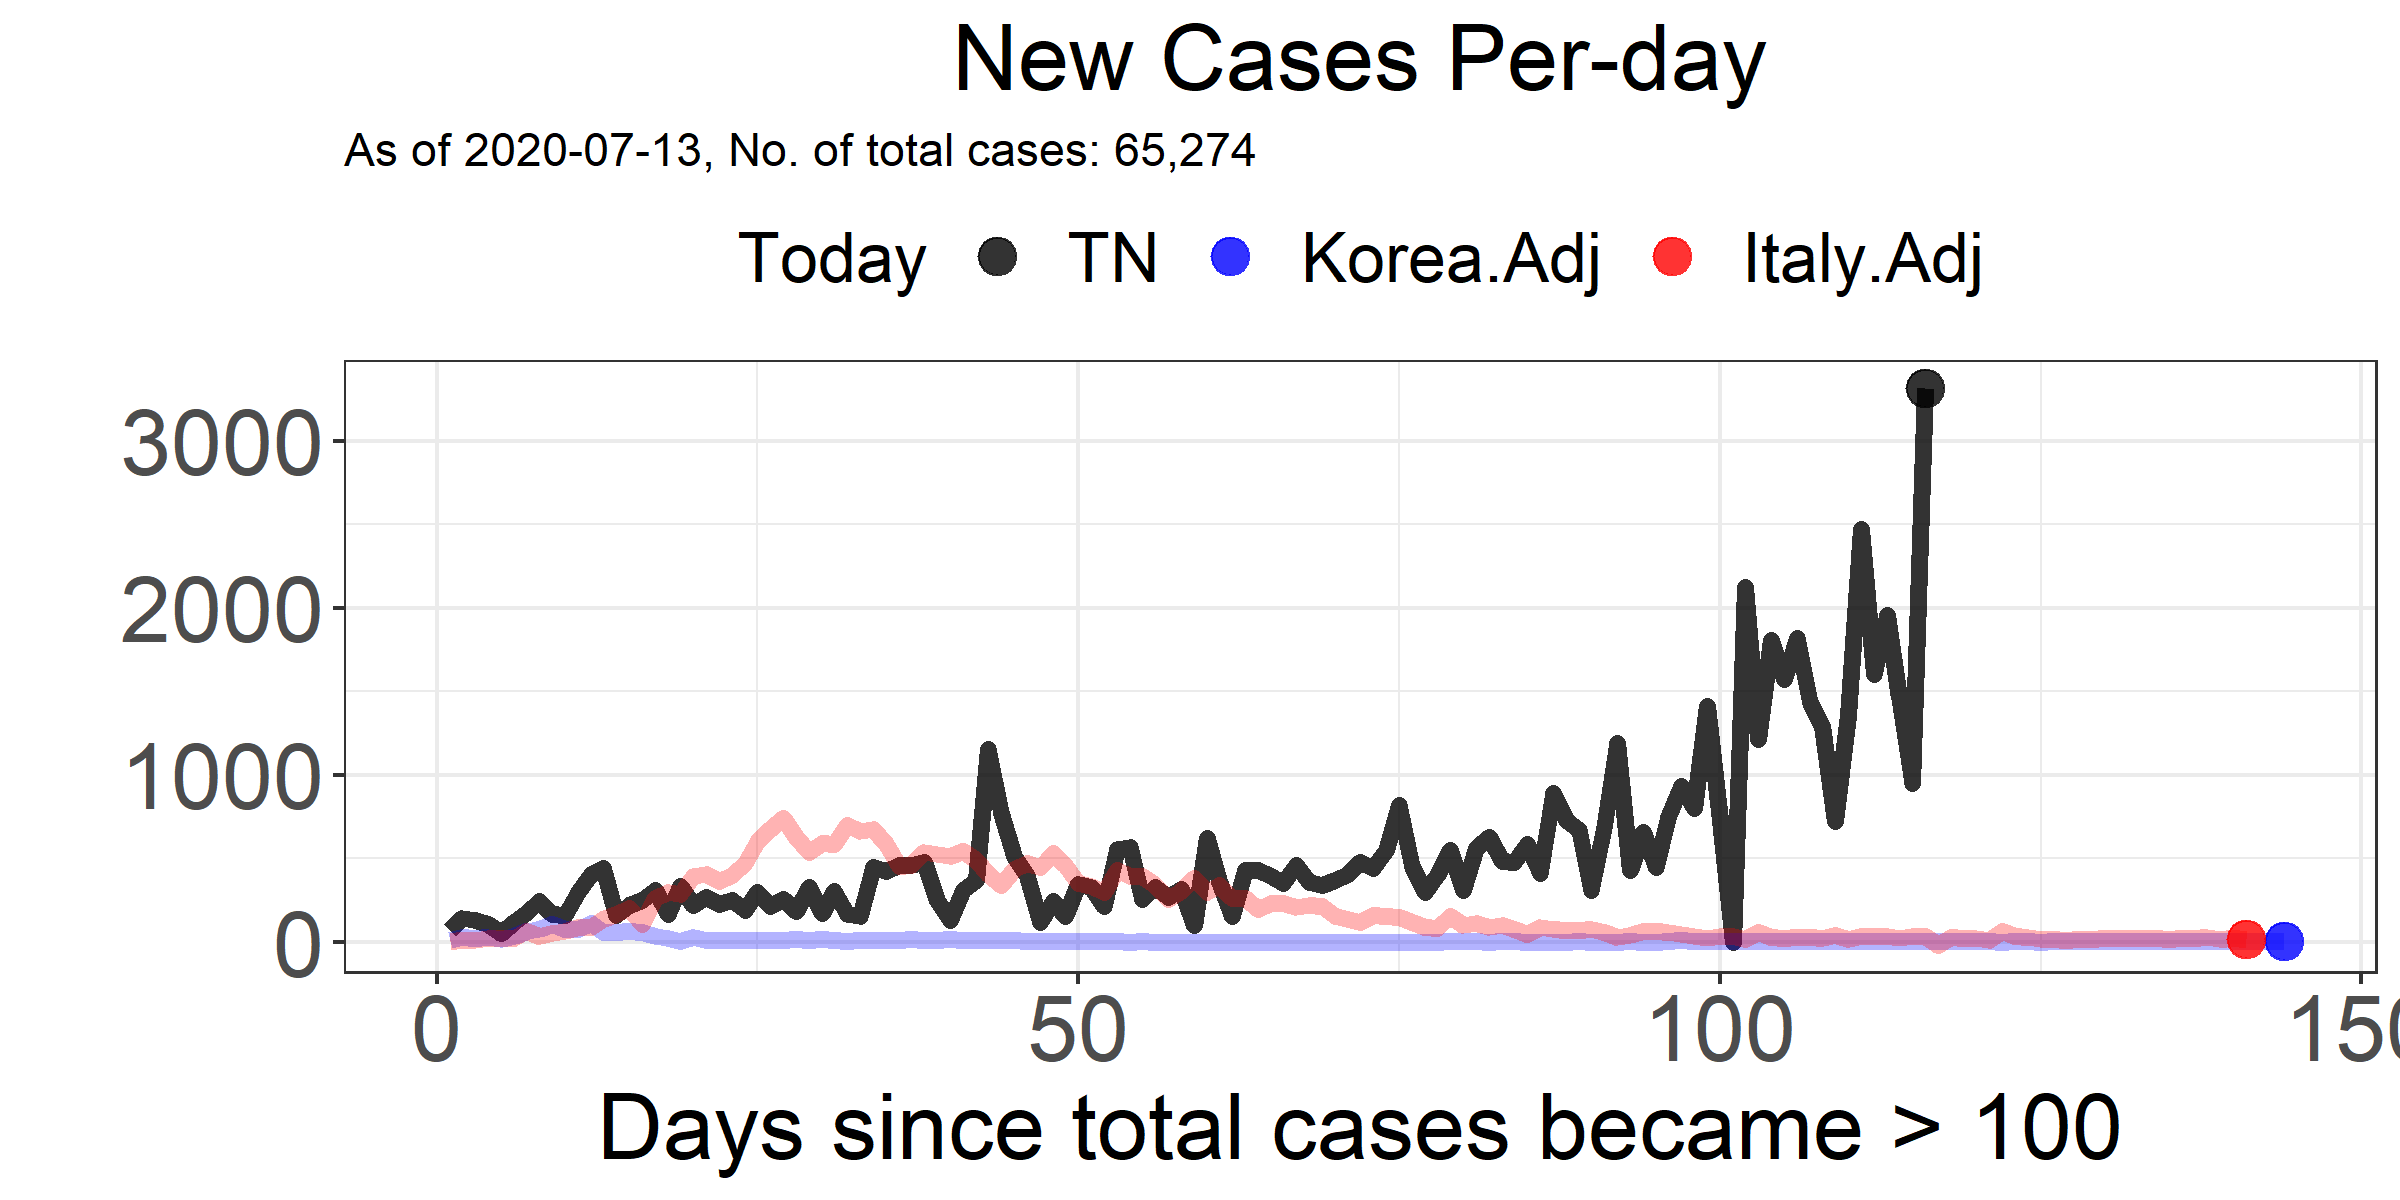 New Cases Per-day
As of 2020-07-13, No. of total cases: 65,274
Today TN Korea.Adj Italy.Adj
3000
2000
1000
0
0 50 100 150
Days since total cases became > 100